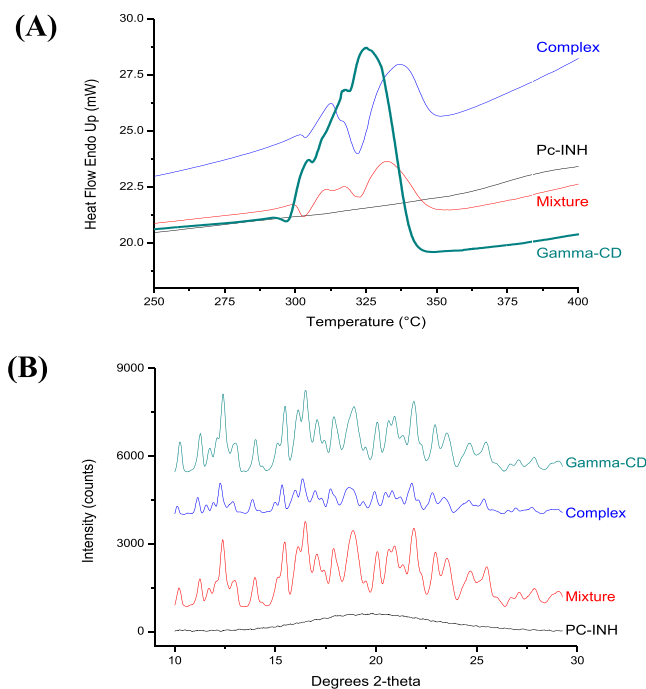 (A)
30.0
27.5
25.0
22.5
20.0
Heat Flow Endo Up (mW)
Complex
Pc-INH
Mixture
Gamma-CD
250 275 300 325 350 375 400
Temperature (°C)
(B)
9000
6000
3000
0
Intensity (counts)
Gamma-CD
Complex
Mixture
PC-INH
10 15 20 25 30
Degrees 2-theta